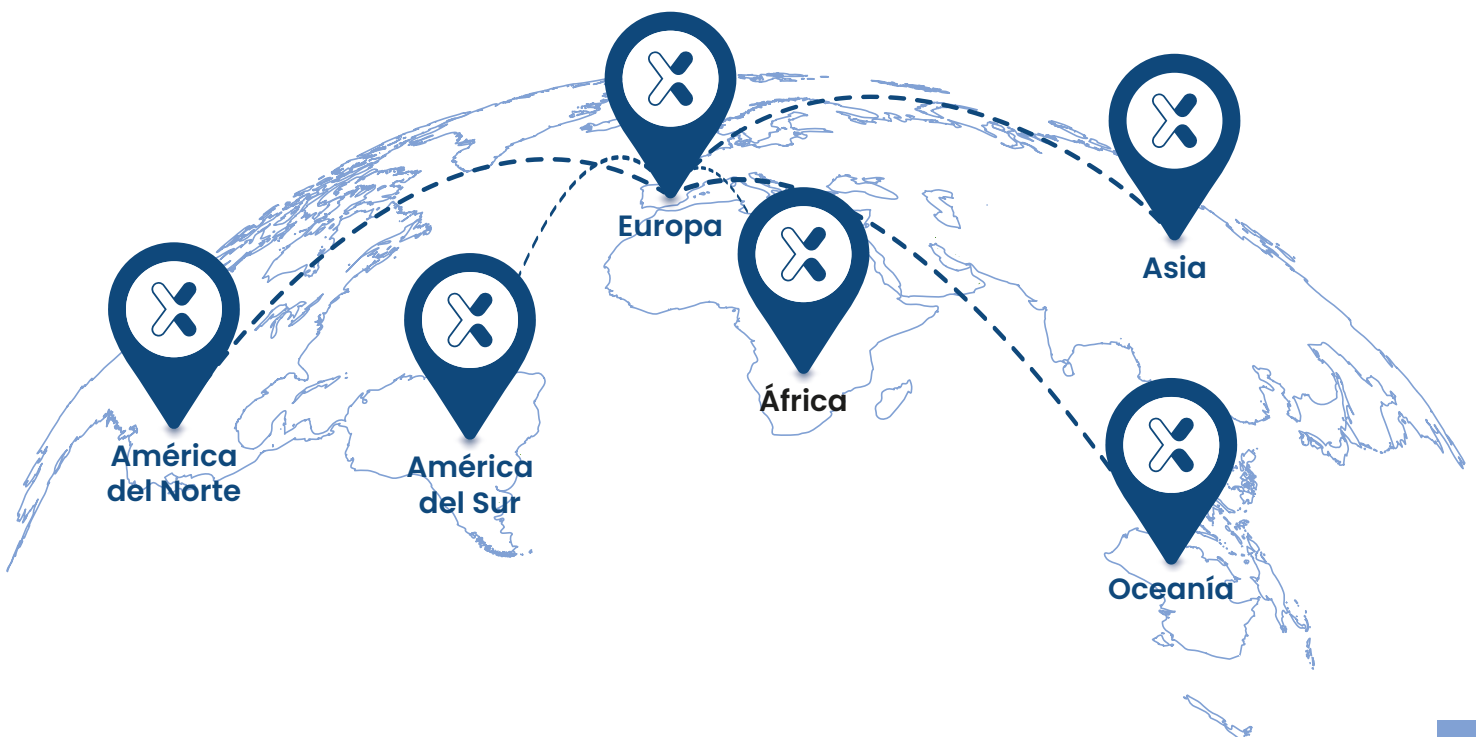 Europa
Asia
África
América
del Norte
América
del Sur
Oceanía